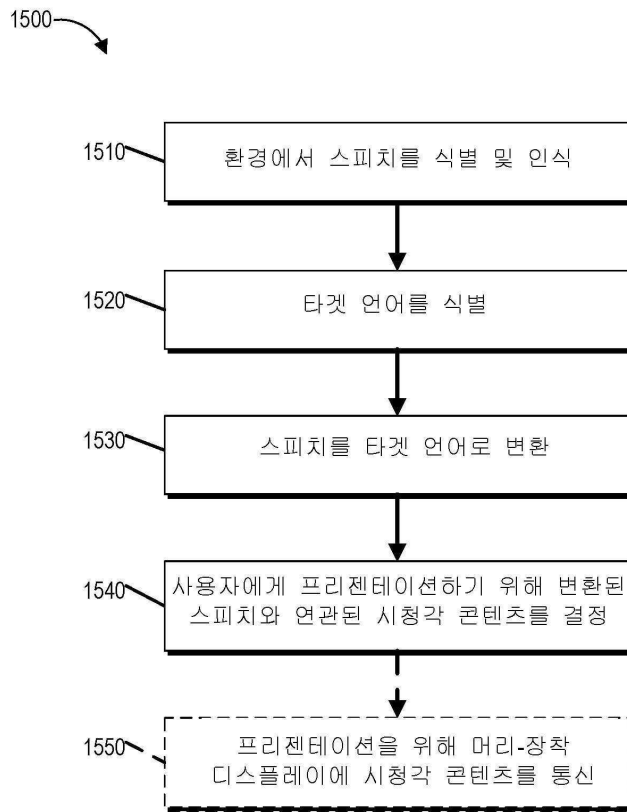 1500
1510
환경에서 스피치를 식별 및 인식
1520
타겟 언어를 식별
1530
스피치를 타겟 언어로 변환
1540
사용자에게 프리젠테이션하기 위해 변환된
스피치와 연관된 시청각 콘텐츠를 결정
1550
프리젠테이션을 위해 머리-장착
디스플레이에 시청각 콘텐츠를 통신